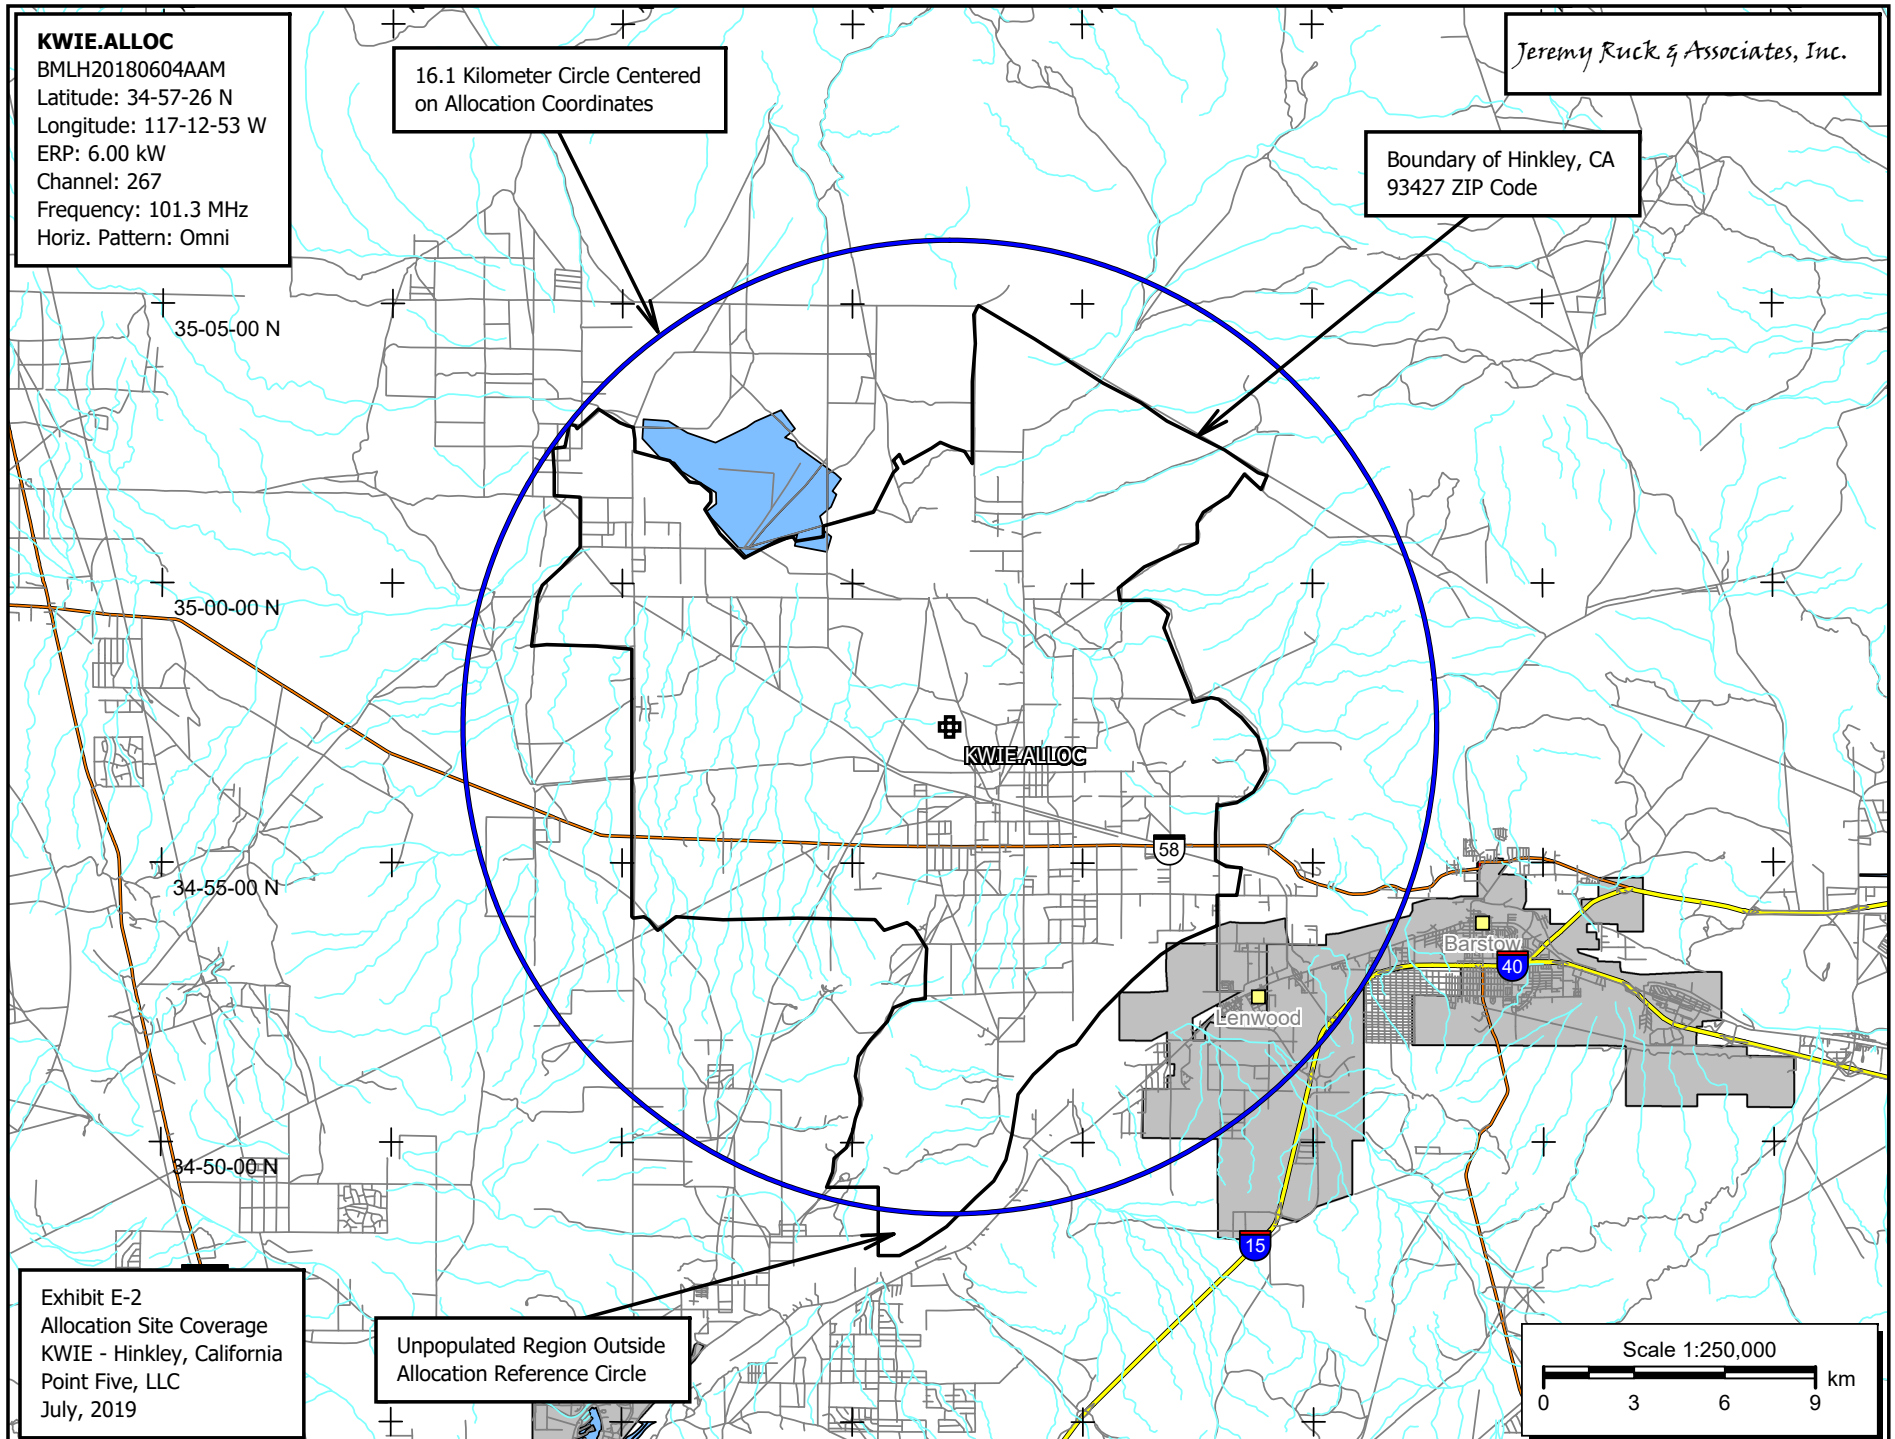 KWIE.ALLOC
BMLH20180604AAM
Latitude: 34-57-26 N
Longitude: 117-12-53 W
ERP: 6.00 kW
Channel: 267
Frequency: 101.3 MHz
Horiz. Pattern: Omni
16.1 Kilometer Circle Centered
on Allocation Coordinates
Jeremy Ruck & Associates, Inc.
Boundary of Hinkley, CA
93427 ZIP Code
35-05-00 N
35-00-00 N
KWIE.ALLOC
58
34-55-00 N
Barstow
40
Lenwood
34-50-00 N
15
Exhibit E-2
Allocation Site Coverage
KWIE - Hinkley, California
Point Five, LLC
July, 2019
Unpopulated Region Outside
Allocation Reference Circle
Scale 1:250,000
km
0 3 6 9